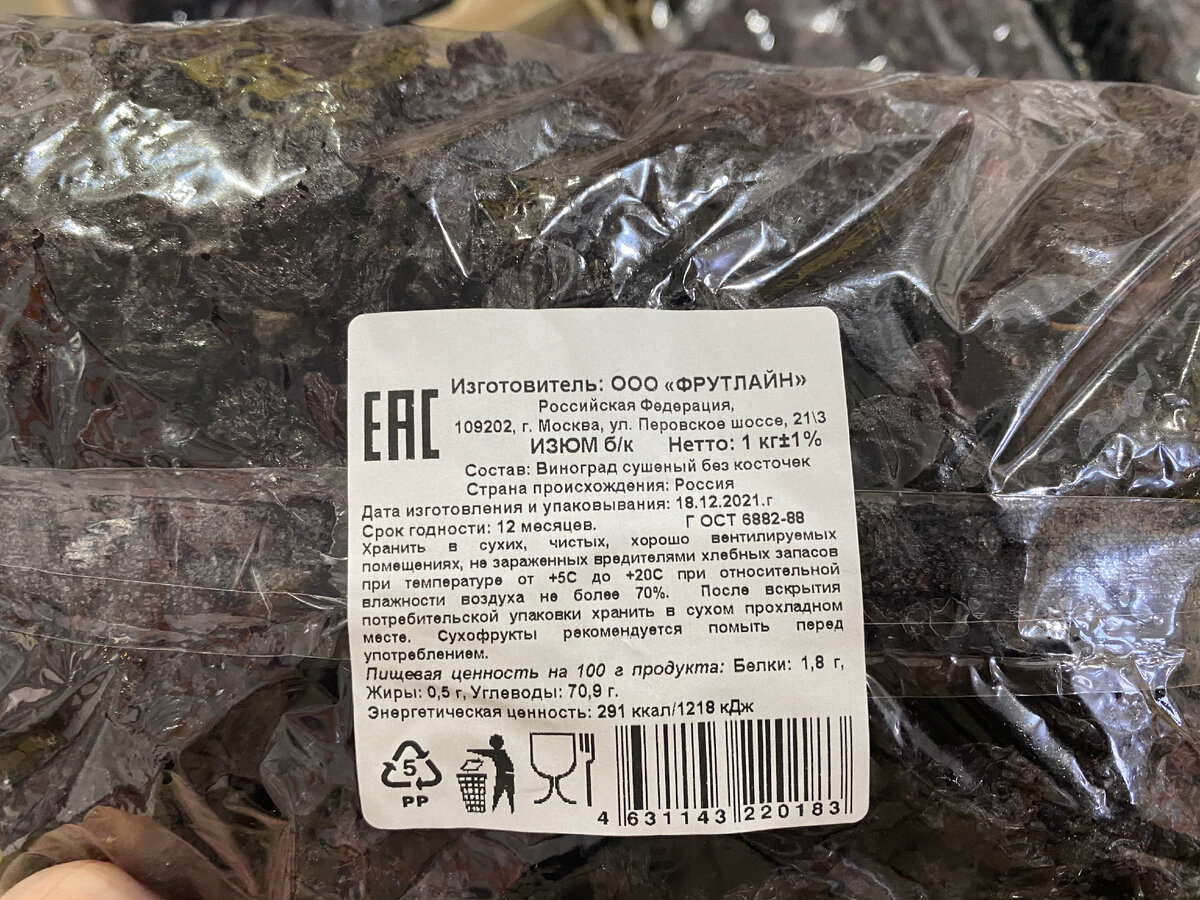 EAC
Изготовитель: ООО «ФРУТЛАЙН»
Российская Федерация,
109202, г. Москва, ул. Перовское шоссе, 21\3
ИЗЮМ б/к Нетто: 1 кг±1%
Состав: Виноград сушеный без косточек
Страна происхождения: Россия
Дата изготовления и упаковывания: 18.12.2021.г
Срок годности: 12 месяцев. Г ОСТ 6882-88
Хранить в сухих, чистых, хорошо вентилируемых
помещениях, не зараженных вредителями хлебных запасов
при температуре от +5С до +20С при относительной
влажности воздуха не более 70%. После вскрытия
потребительской упаковки хранить в сухом прохладном
месте. Сухофрукты рекомендуется помыть перед
употреблением.
Пищевая ценность на 100 г продукта: Белки: 1,8 г,
Жиры: 0,5 г, Углеводы: 70,9 г.
Энергетическая ценность: 291 ккал/1218 кДж
5
PP
4 631143 220183